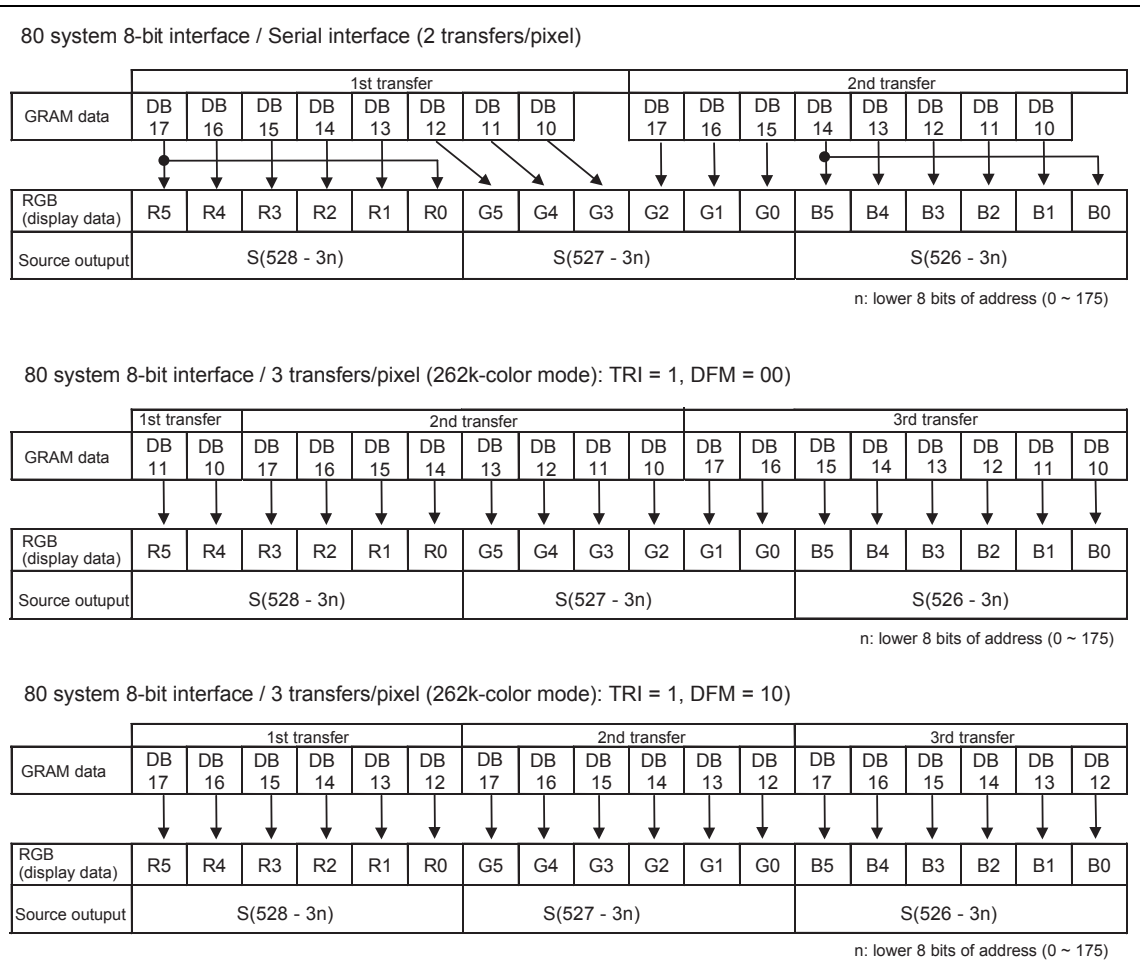 80 system 8-bit interface / Serial interface (2 transfers/pixel)
1st transfer 2nd transfer
GRAM data DB 17 DB 16 DB 15 DB 14 DB 13 DB 12 DB 11 DB 10 DB 17 DB 16 DB 15 DB 14 DB 13 DB 12 DB 11 DB 10
RGB (display data) R5 R4 R3 R2 R1 R0 G5 G4 G3 G2 G1 G0 B5 B4 B3 B2 B1 B0
Source outuput S(528 - 3n) S(527 - 3n) S(526 - 3n)
n: lower 8 bits of address (0 ~ 175)
80 system 8-bit interface / 3 transfers/pixel (262k-color mode): TRI = 1, DFM = 00)
1st transfer 2nd transfer 3rd transfer
GRAM data DB 11 DB 10 DB 17 DB 16 DB 15 DB 14 DB 13 DB 12 DB 11 DB 10 DB 17 DB 16 DB 15 DB 14 DB 13 DB 12 DB 11 DB 10
RGB (display data) R5 R4 R3 R2 R1 R0 G5 G4 G3 G2 G1 G0 B5 B4 B3 B2 B1 B0
Source outuput S(528 - 3n) S(527 - 3n) S(526 - 3n)
n: lower 8 bits of address (0 ~ 175)
80 system 8-bit interface / 3 transfers/pixel (262k-color mode): TRI = 1, DFM = 10)
1st transfer 2nd transfer 3rd transfer
GRAM data DB 17 DB 16 DB 15 DB 14 DB 13 DB 12 DB 17 DB 16 DB 15 DB 14 DB 13 DB 12 DB 17 DB 16 DB 15 DB 14 DB 13 DB 12
RGB (display data) R5 R4 R3 R2 R1 R0 G5 G4 G3 G2 G1 G0 B5 B4 B3 B2 B1 B0
Source outuput S(528 - 3n) S(527 - 3n) S(526 - 3n)
n: lower 8 bits of address (0 ~ 175)